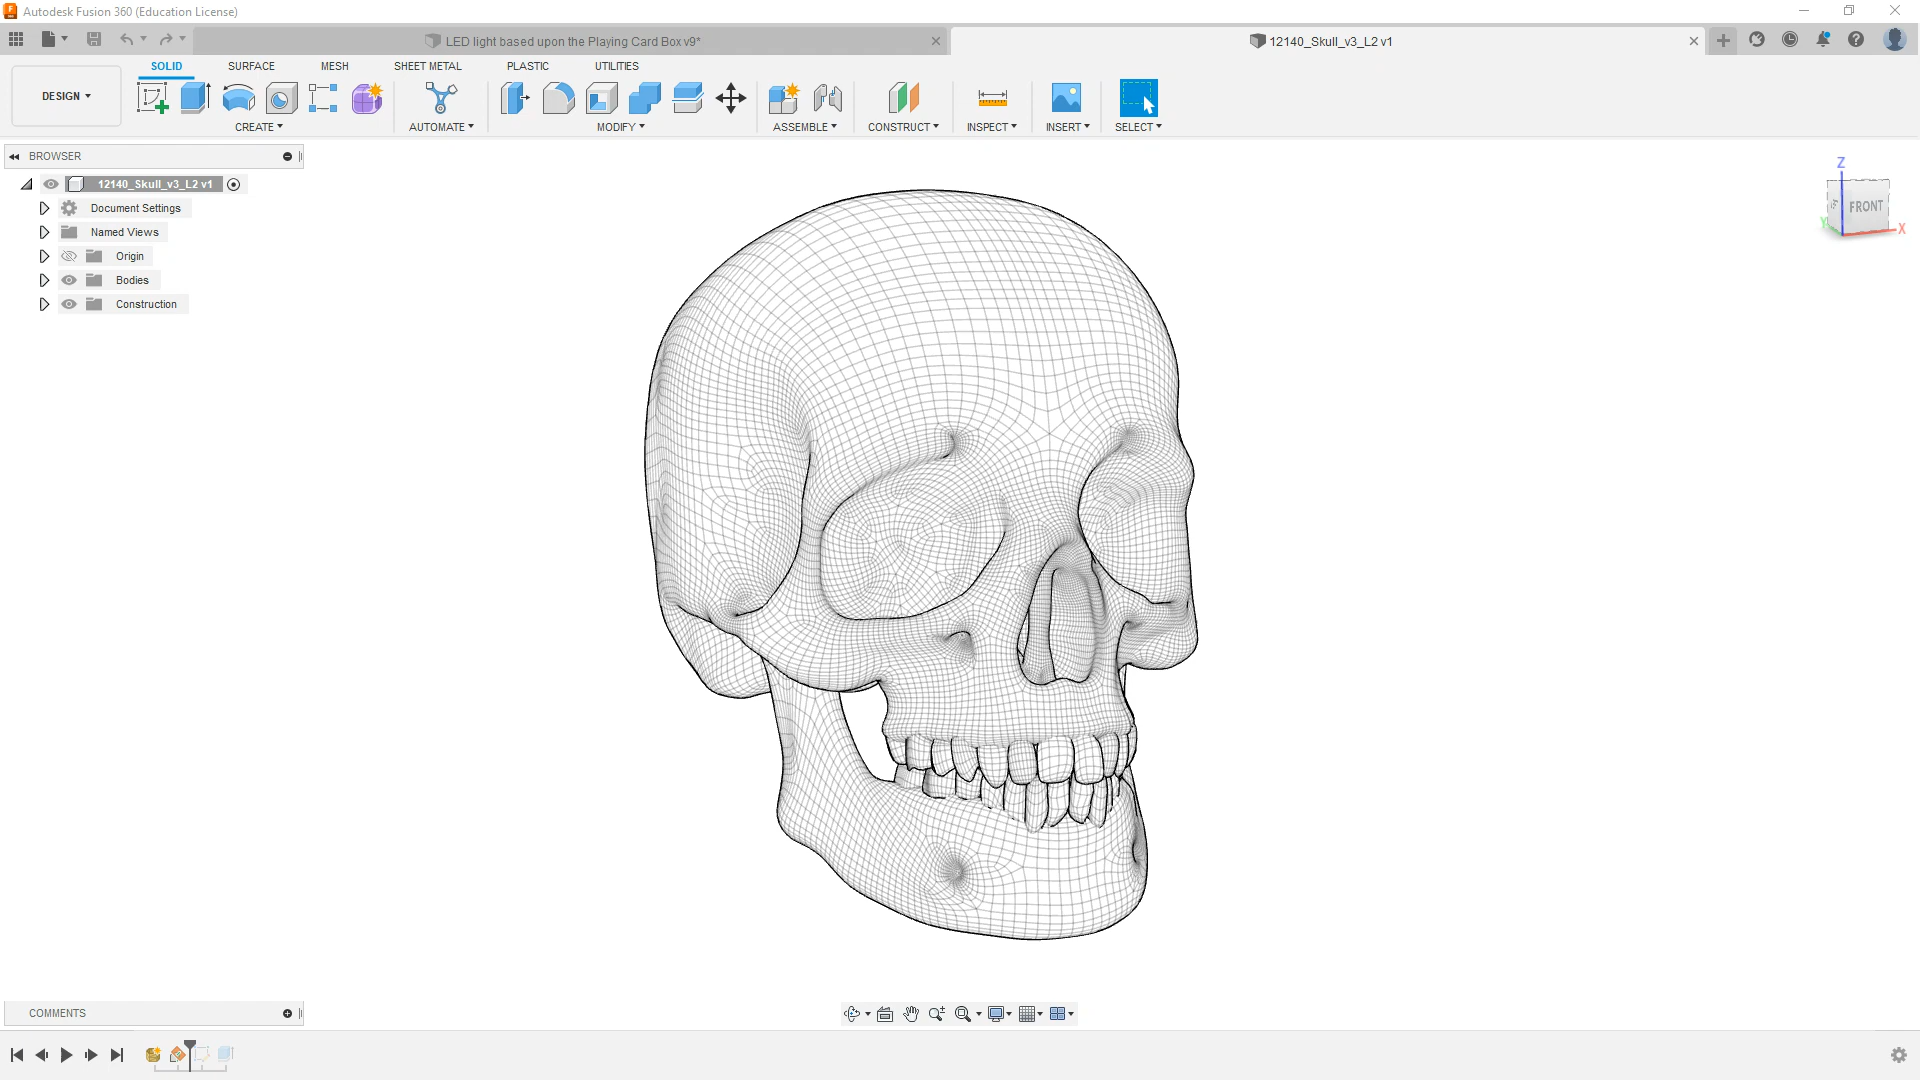 Autodesk Fusion 360 (Education License)
LED light based upon the Playing Card Box v9*
12140_Skull_v3_L2 v1
DESIGN
SOLID
SURFACE
MESH
SHEET METAL
PLASTIC
UTILITIES
CREATE
AUTOMATE
MODIFY
ASSEMBLE
CONSTRUCT
INSPECT
INSERT
SELECT
BROWSER
12140_Skull_v3_L2 v1
Document Settings
Named Views
Origin
Bodies
Construction
Z
FRONT
X
Y
COMMENTS